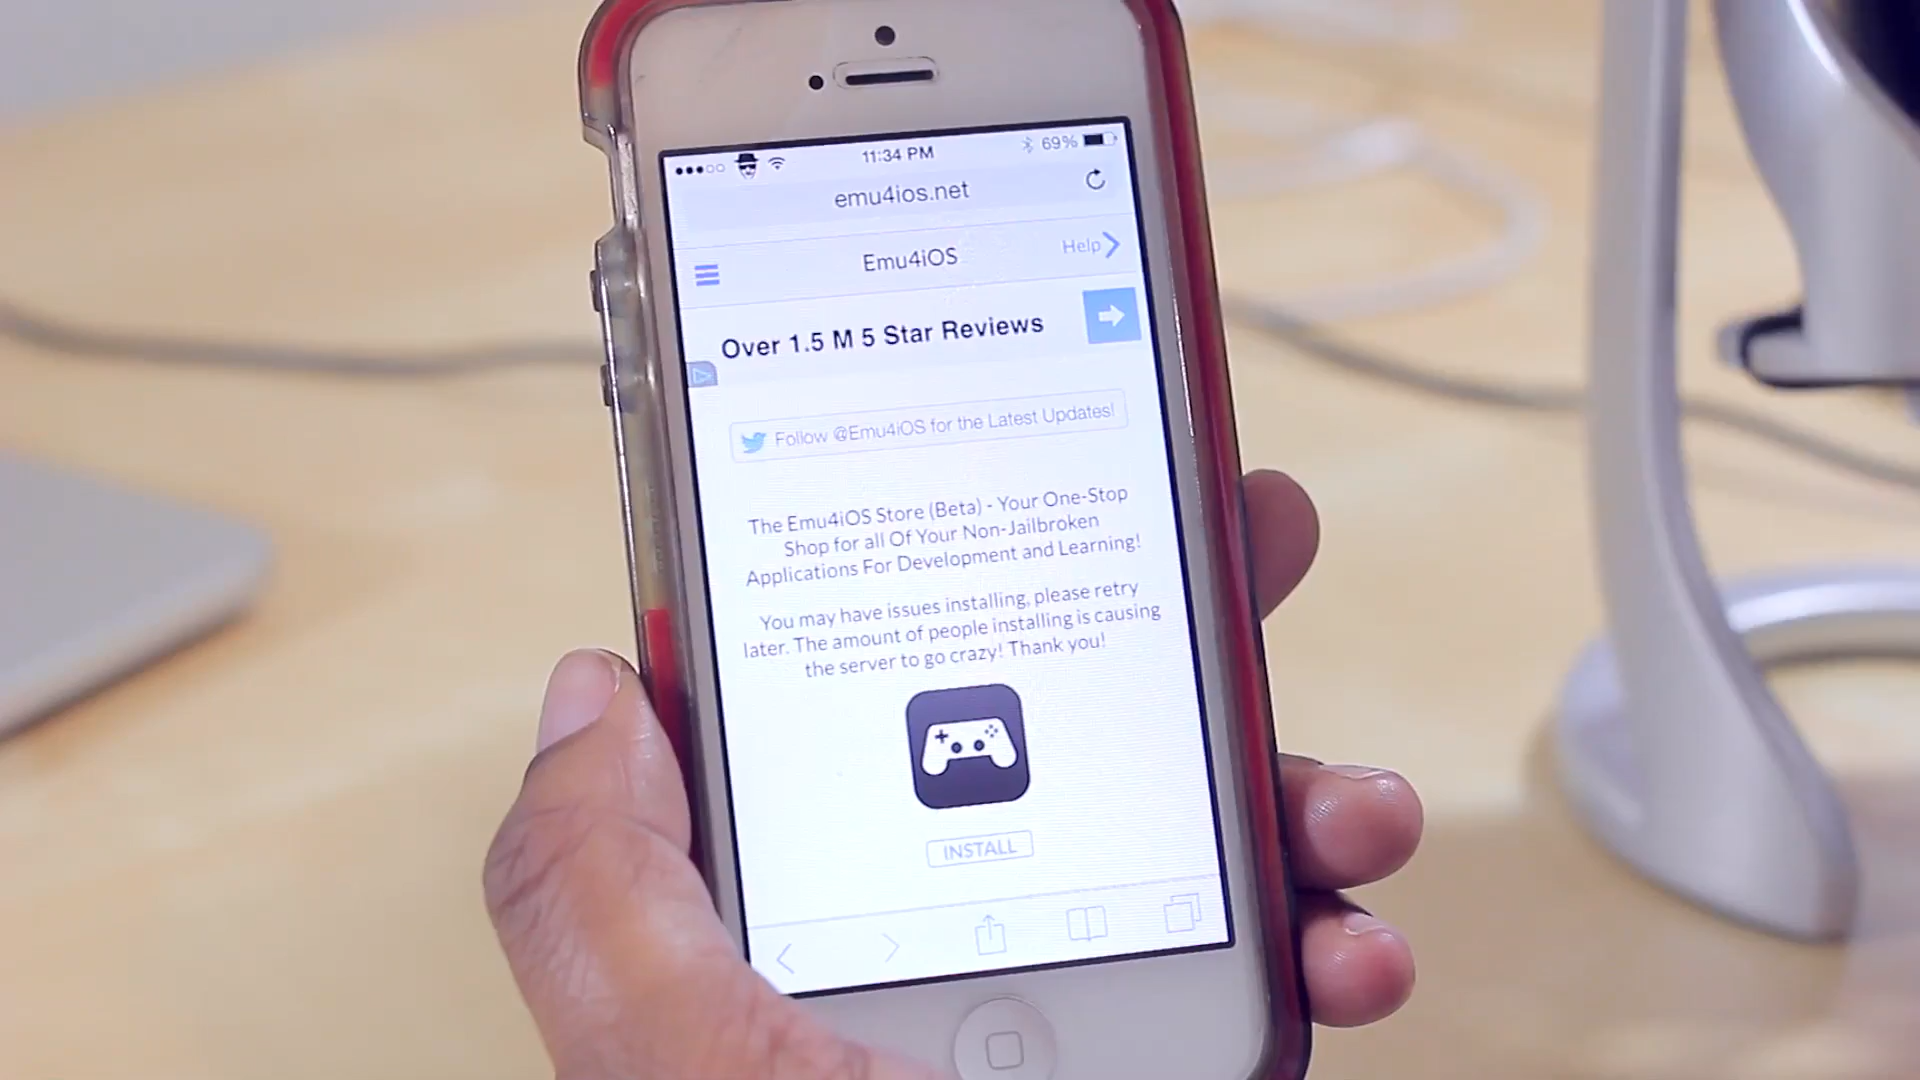 11:34 PM
69%
emu4ios.net
Emu4iOS
Help
Over 1.5 M 5 Star Reviews
Follow @Emu4iOS for the Latest Updates!
The Emu4iOS Store (Beta) - Your One-Stop
Shop for all Of Your Non-Jailbroken
Applications For Development and Learning!
You may have issues installing, please retry
later. The amount of people installing is causing
the server to go crazy! Thank you!
INSTALL